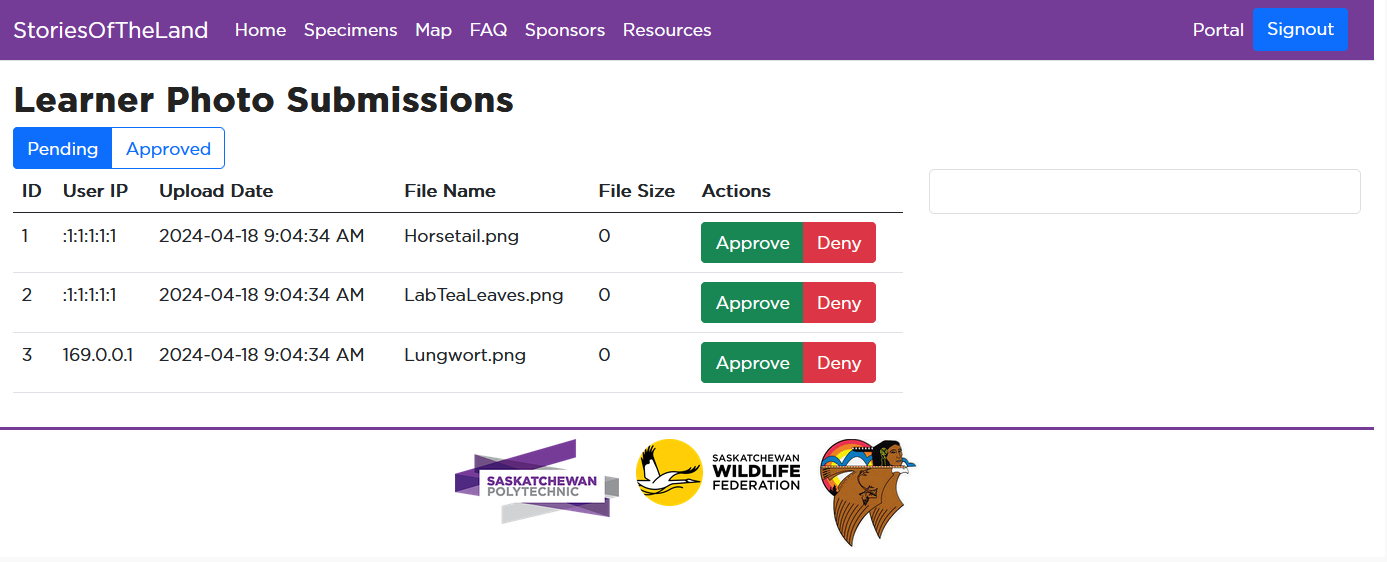 StoriesOfTheLand Home Specimens Map FAQ Sponsors Resources Portal Signout
Learner Photo Submissions
Pending Approved
ID User IP Upload Date File Name File Size Actions
1 :1:1:1:1:1 2024-04-18 9:04:34 AM Horsetail.png 0 Approve Deny
2 :1:1:1:1:1 2024-04-18 9:04:34 AM LabTeaLeaves.png 0 Approve Deny
3 169.0.0.1 2024-04-18 9:04:34 AM Lungwort.png 0 Approve Deny
SASKATCHEWAN
POLYTECHNIC
SASKATCHEWAN
WILDLIFE
FEDERATION